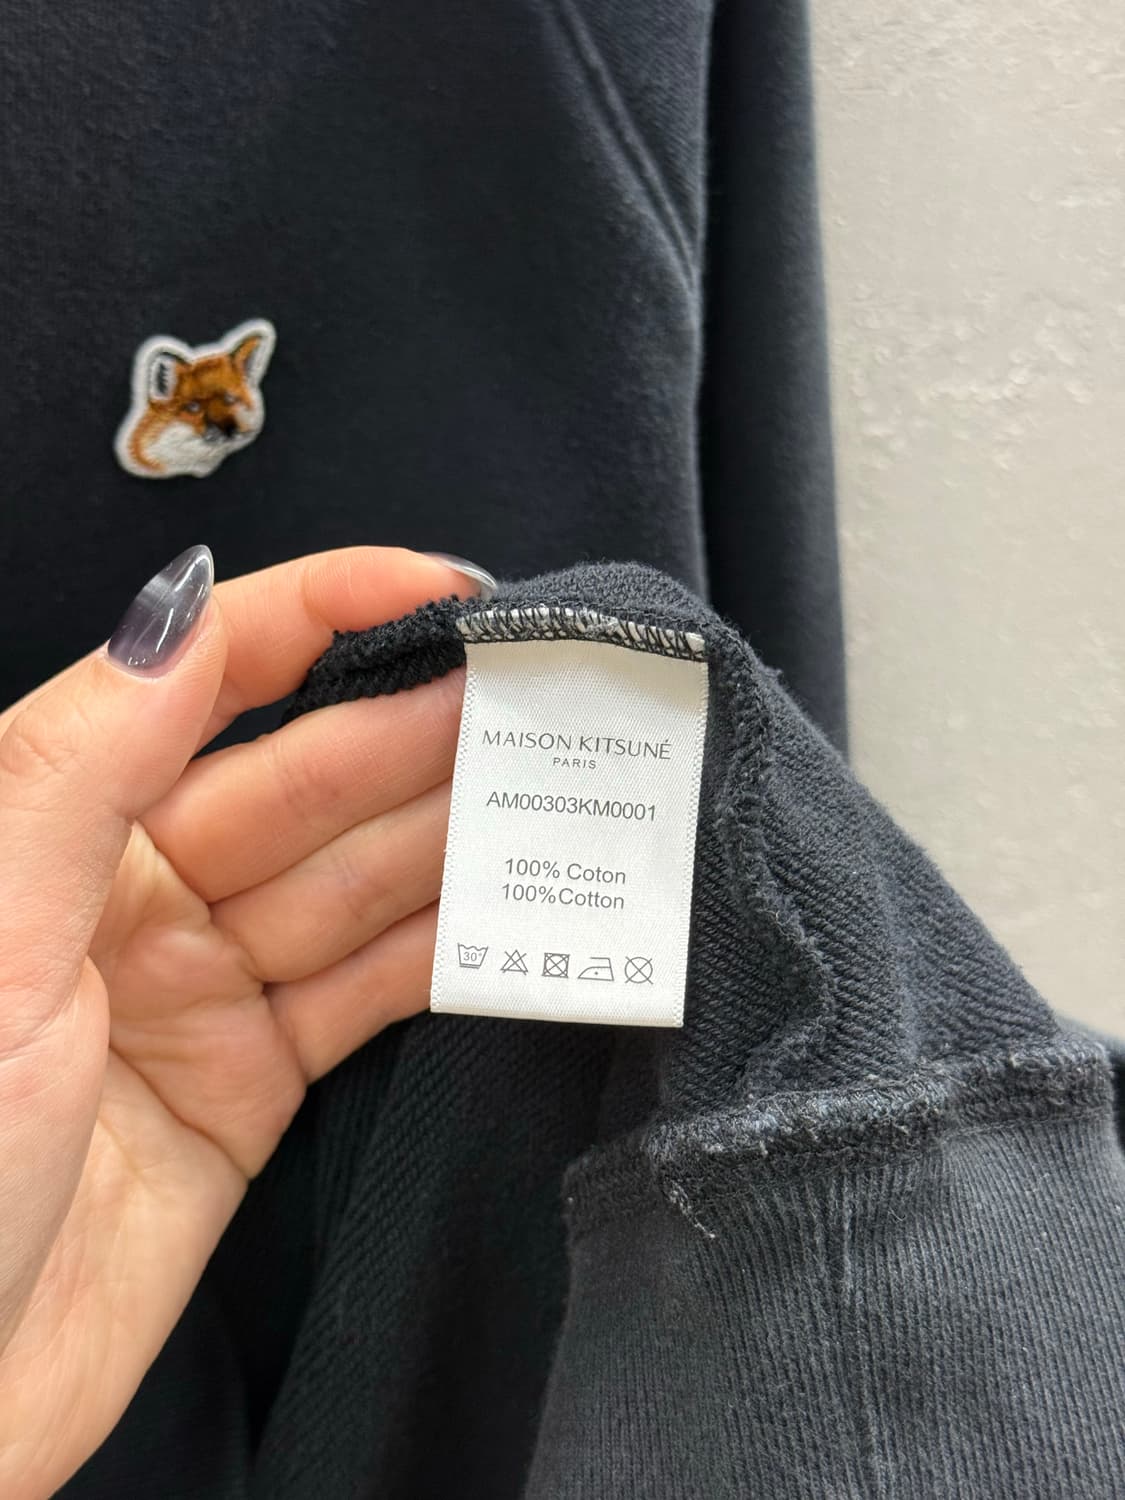 MAISON KITSUNÉ
PARIS
AM00303KM0001
100% Coton
100%Cotton
30°